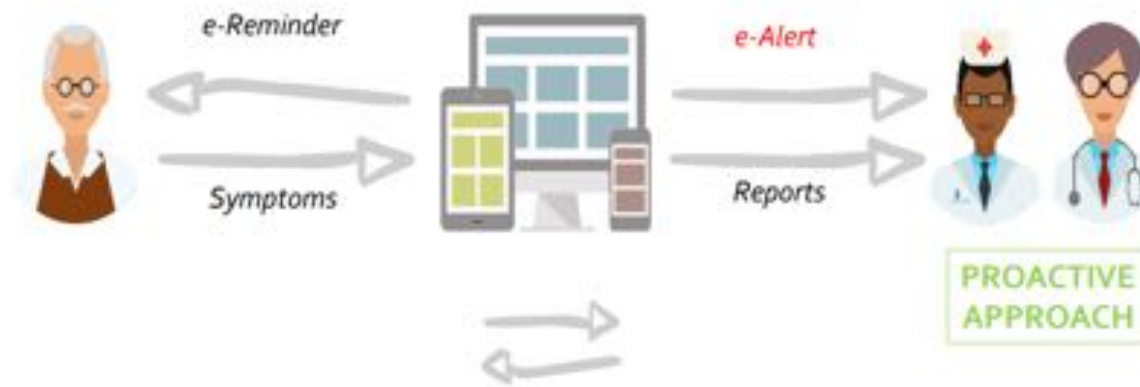 e-Reminder
e-Alert
Symptoms
Reports
PROACTIVE
APPROACH